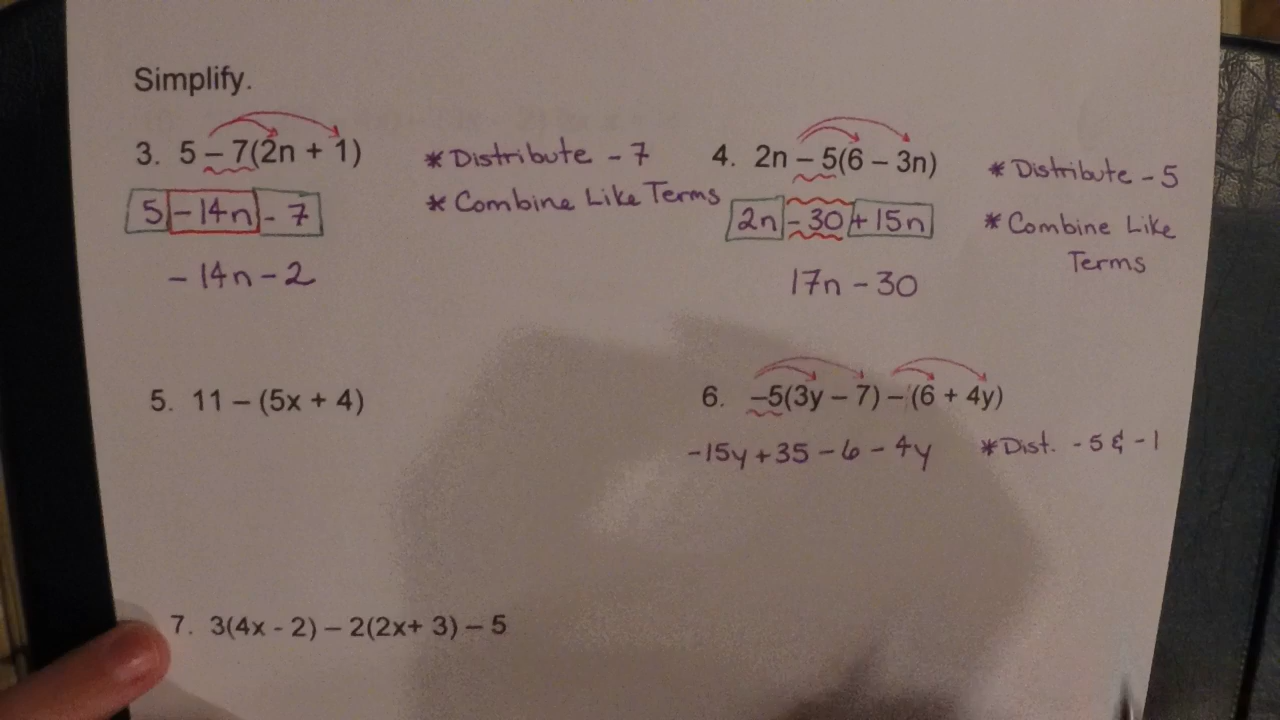 Simplify.
3. 5 – 7(2n + 1)
* Distribute - 7
* Combine Like Terms
5 - 14n - 7
- 14n - 2
4. 2n – 5(6 – 3n)
* Distribute - 5
* Combine Like
Terms
2n - 30 + 15n
17n - 30
5. 11 – (5x + 4)
6. –5(3y – 7) – (6 + 4y)
-15y + 35 - 6 - 4y
* Dist. - 5 & - 1
7. 3(4x - 2) – 2(2x+ 3) – 5